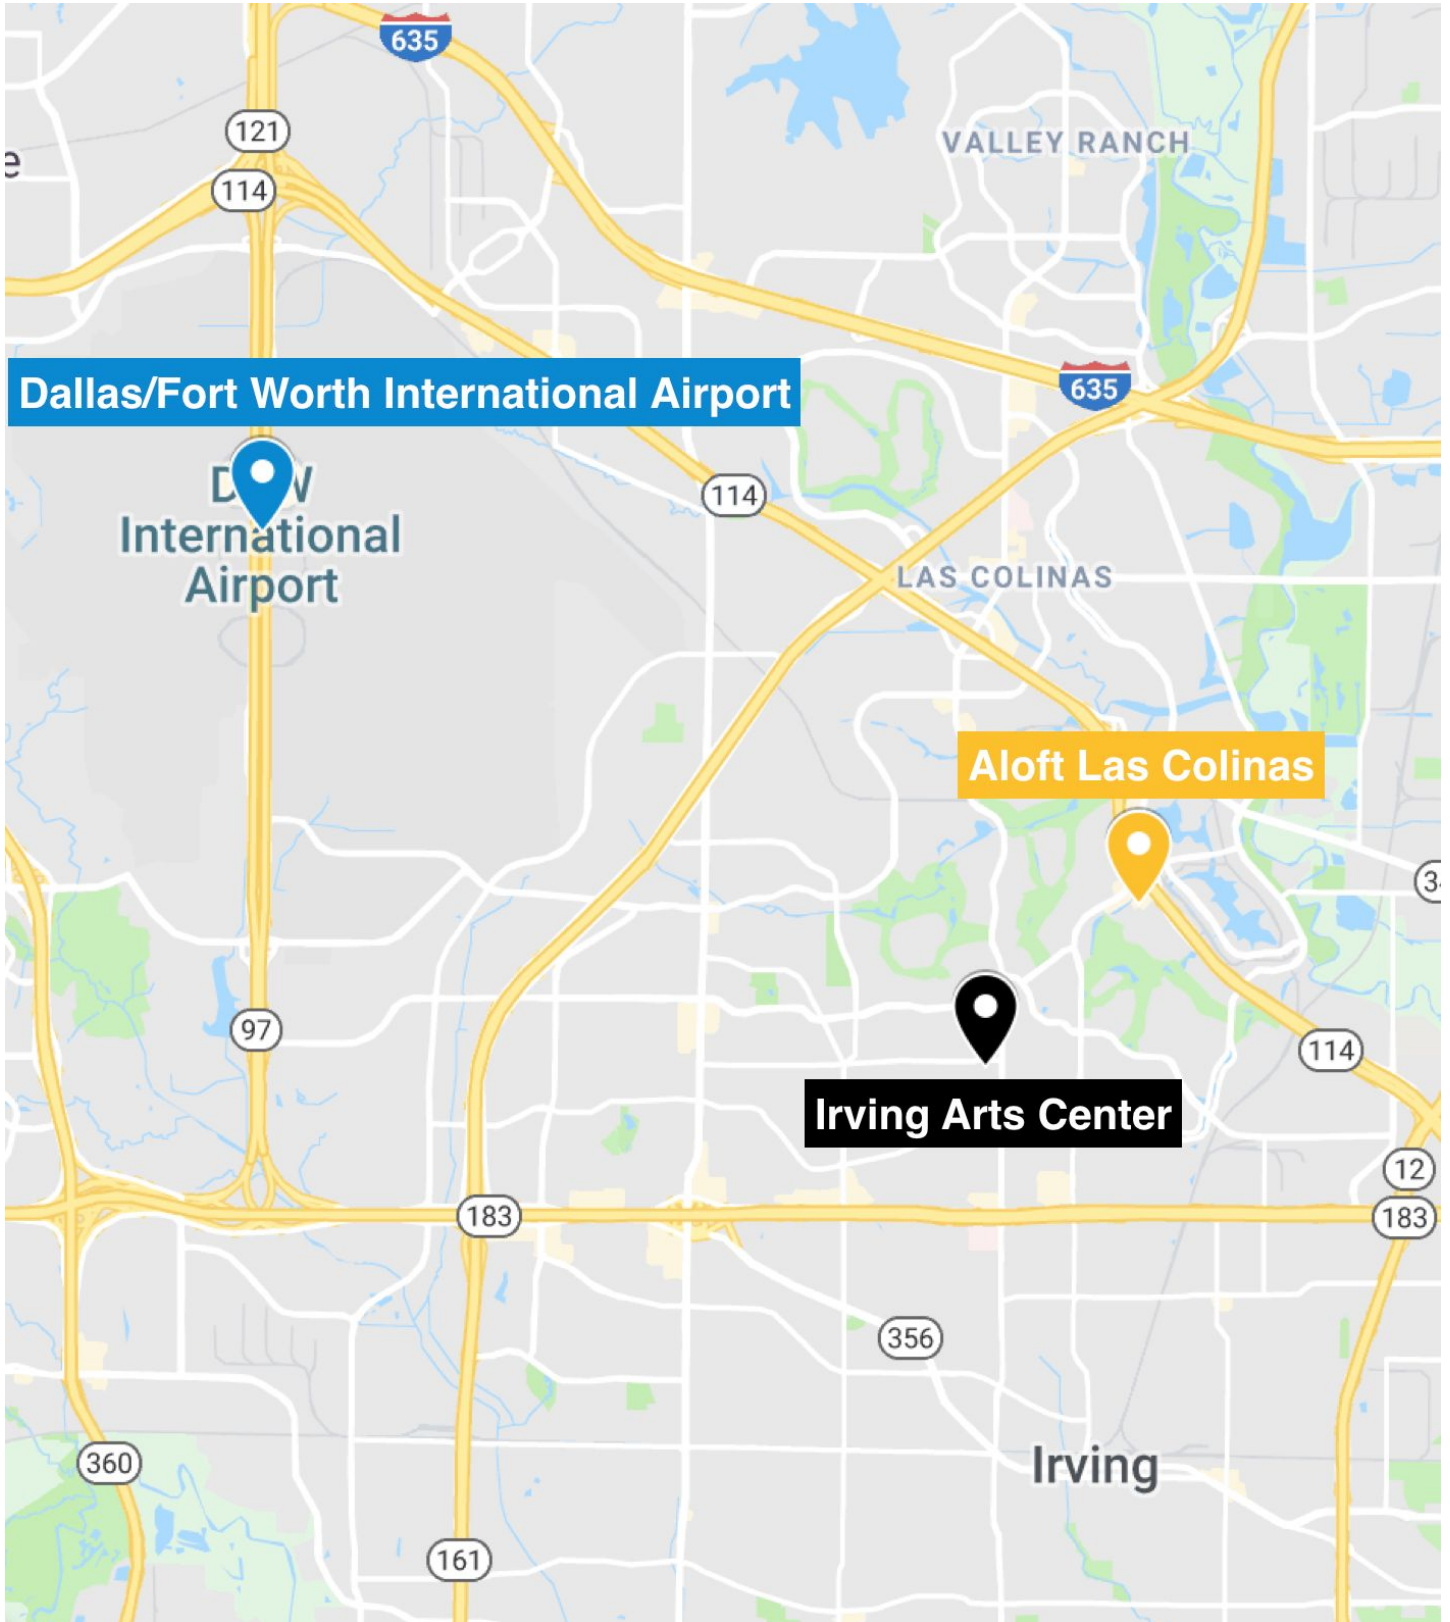 635
121
e
VALLEY RANCH
114
635
Dallas/Fort Worth International Airport
International
Airport
114
LAS COLINAS
Aloft Las Colinas
97
Irving Arts Center
114
12
183
183
356
Irving
360
161